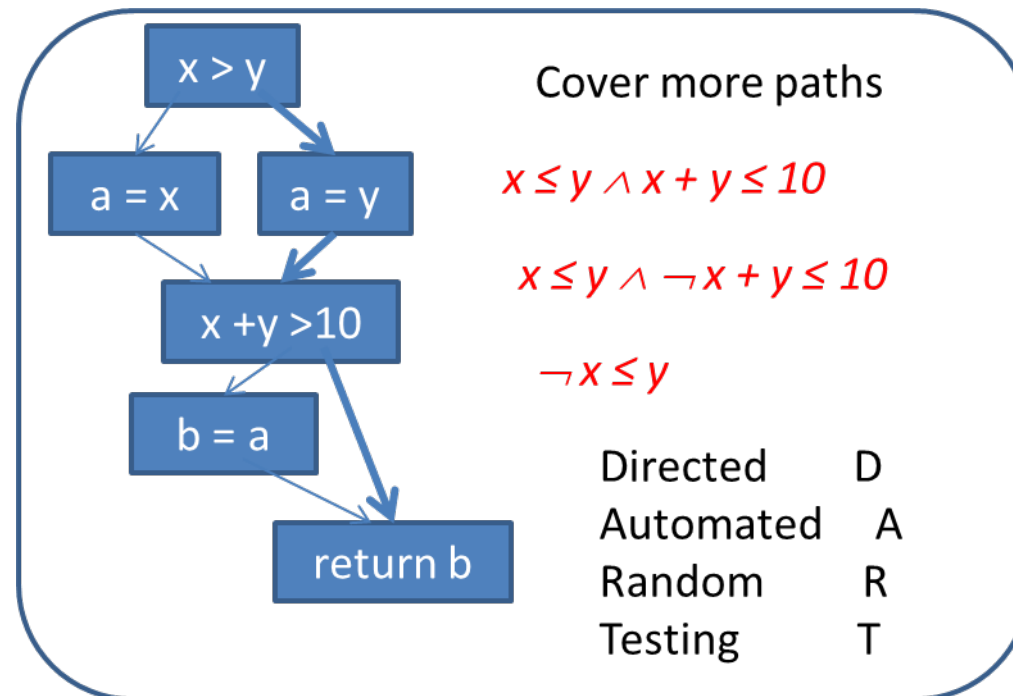 x > y
a = x
a = y
x +y >10
b = a
return b
Cover more paths
x ≤ y ∧ x + y ≤ 10
x ≤ y ∧ ¬ x + y ≤ 10
¬ x ≤ y
Directed D
Automated A
Random R
Testing T